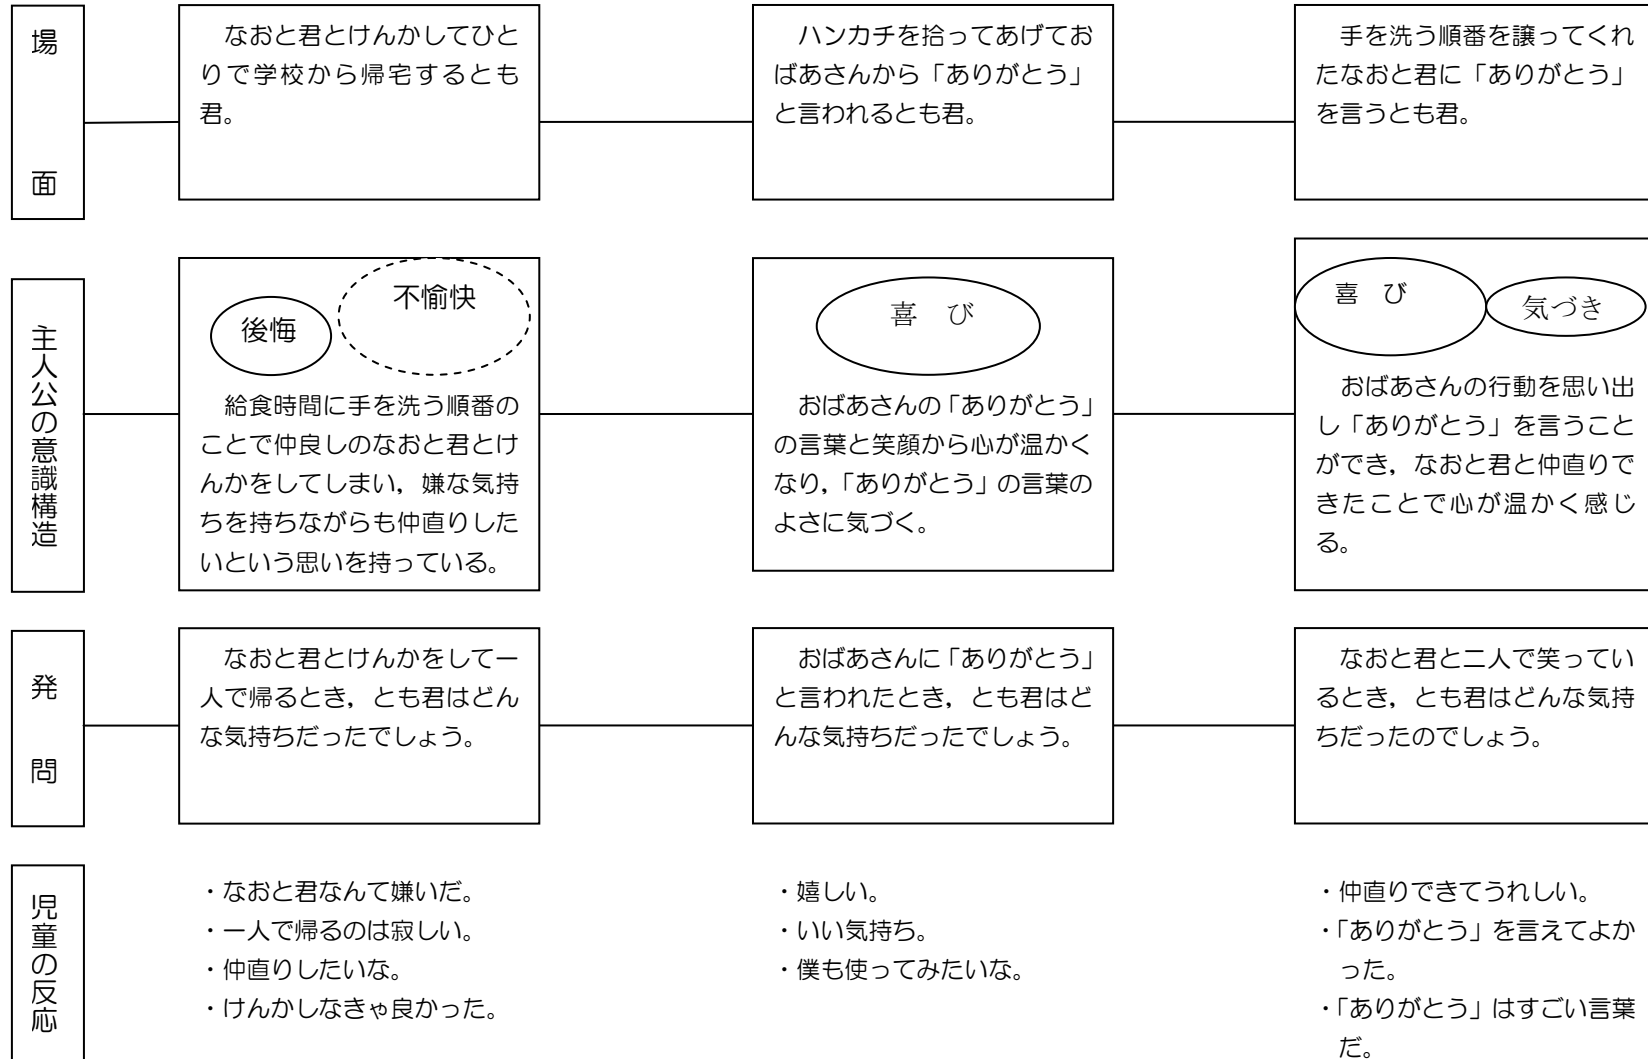 場面
なおと君とけんかしてひと
りで学校から帰宅するとも
君。
ハンカチを拾ってあげてお
ばあさんから「ありがとう」
と言われるとも君。
手を洗う順番を譲ってくれ
たなおと君に「ありがとう」
を言うとも君。
主人公の意識構造
後悔
不愉快
給食時間に手を洗う順番の
ことで仲良しのなおと君とけ
んかをしてしまい，嫌な気持
ちを持ちながらも仲直りした
いという思いを持っている。
喜　び
おばあさんの「ありがとう」
の言葉と笑顔から心が温かく
なり，「ありがとう」の言葉の
よさに気づく。
喜　び
気づき
おばあさんの行動を思い出
し「ありがとう」を言うこと
ができ，なおと君と仲直りで
きたことで心が温かく感じ
る。
発問
なおと君とけんかをして一
人で帰るとき，とも君はどん
な気持ちだったでしょう。
おばあさんに「ありがとう」
と言われたとき，とも君はど
んな気持ちだったでしょう。
なおと君と二人で笑ってい
るとき，とも君はどんな気持
ちだったのでしょう。
児童の反応
・なおと君なんて嫌いだ。
・一人で帰るのは寂しい。
・仲直りしたいな。
・けんかしなきゃ良かった。
・嬉しい。
・いい気持ち。
・僕も使ってみたいな。
・仲直りできてうれしい。
・「ありがとう」を言えてよか
った。
・「ありがとう」はすごい言葉
だ。